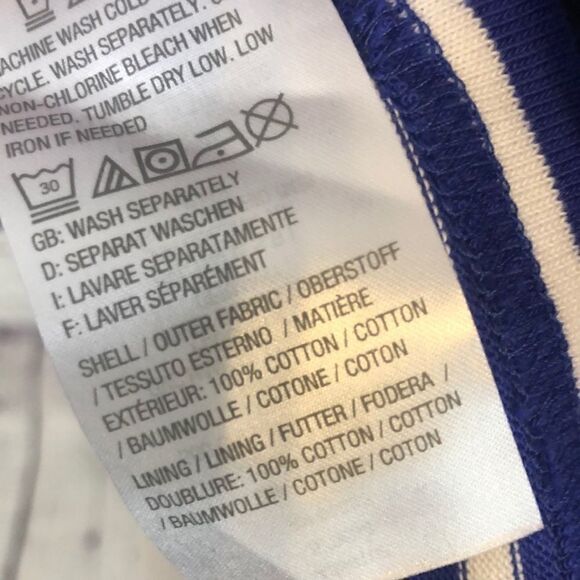 MACHINE WASH COLD
CYCLE. WASH SEPARATELY.
NON-CHLORINE BLEACH WHEN
NEEDED. TUMBLE DRY LOW. LOW
IRON IF NEEDED
30
GB: WASH SEPARATELY
D: SEPARAT WASCHEN
I: LAVARE SEPARATAMENTE
F: LAVER SÉPARÉMENT
SHELL / OUTER FABRIC / OBERSTOFF
/ TESSUTO ESTERNO / MATIÈRE
EXTÉRIEUR: 100% COTTON / COTTON
/ BAUMWOLLE / COTONE / COTON
LINING / LINING / FUTTER / FODERA /
DOUBLURE: 100% COTTON / COTTON
/ BAUMWOLLE / COTONE / COTON